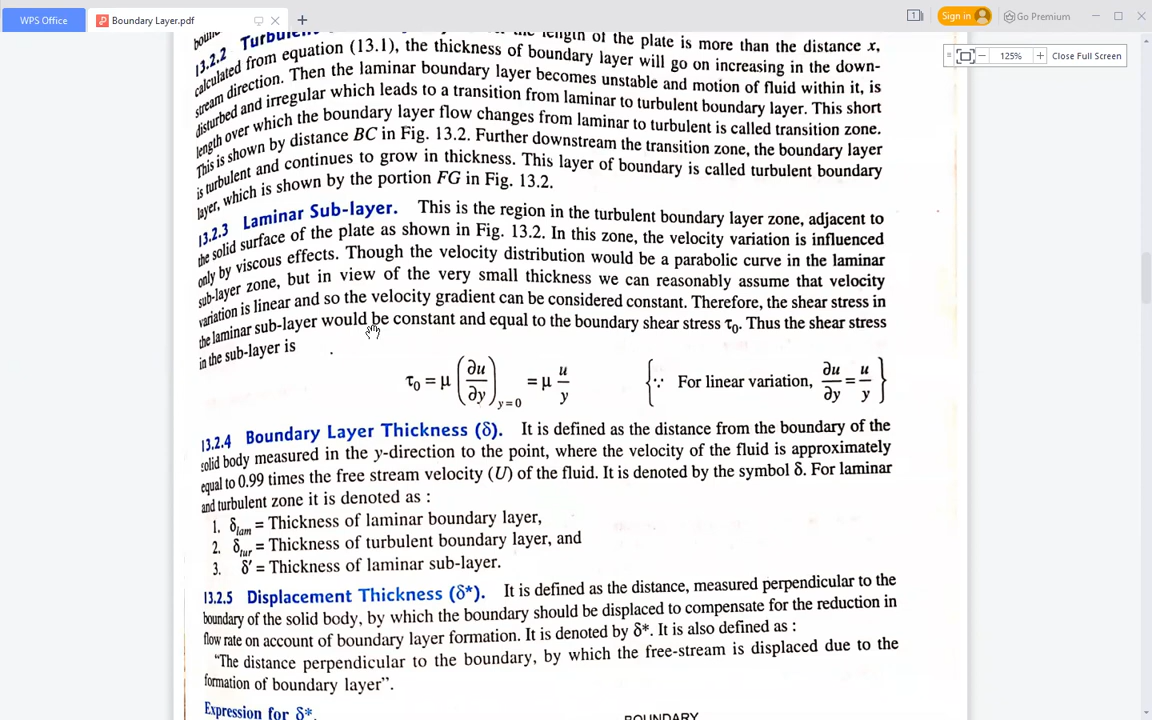 WPS Office
Boundary Layer.pdf
1
Sign in
Go Premium
125%
Close Full Screen
13.2.2 Turbulent length of the plate is more than the distance x,
calculated from equation (13.1), the thickness of boundary layer will go on increasing in the down-
stream direction. Then the laminar boundary layer becomes unstable and motion of fluid within it, is
disturbed and irregular which leads to a transition from laminar to turbulent boundary layer. This short
length over which the boundary layer flow changes from laminar to turbulent is called transition zone.
This is shown by distance BC in Fig. 13.2. Further downstream the transition zone, the boundary layer
is turbulent and continues to grow in thickness. This layer of boundary is called turbulent boundary
layer, which is shown by the portion FG in Fig. 13.2.
13.2.3 Laminar Sub-layer. This is the region in the turbulent boundary layer zone, adjacent to
the solid surface of the plate as shown in Fig. 13.2. In this zone, the velocity variation is influenced
only by viscous effects. Though the velocity distribution would be a parabolic curve in the laminar
sub-layer zone, but in view of the very small thickness we can reasonably assume that velocity
variation is linear and so the velocity gradient can be considered constant. Therefore, the shear stress in
the laminar sub-layer would be constant and equal to the boundary shear stress τ₀. Thus the shear stress
in the sub-layer is
τ₀ = μ (∂u/∂y)y=0 = μ u/y {∵ For linear variation, ∂u/∂y = u/y}
13.2.4 Boundary Layer Thickness (δ). It is defined as the distance from the boundary of the
solid body measured in the y-direction to the point, where the velocity of the fluid is approximately
equal to 0.99 times the free stream velocity (U) of the fluid. It is denoted by the symbol δ. For laminar
and turbulent zone it is denoted as :
1. δlam = Thickness of laminar boundary layer,
2. δtur = Thickness of turbulent boundary layer, and
3. δ′ = Thickness of laminar sub-layer.
13.2.5 Displacement Thickness (δ*). It is defined as the distance, measured perpendicular to the
boundary of the solid body, by which the boundary should be displaced to compensate for the reduction in
flow rate on account of boundary layer formation. It is denoted by δ*. It is also defined as :
“The distance perpendicular to the boundary, by which the free-stream is displaced due to the
formation of boundary layer”.
Expression for δ*.
BOUNDARY